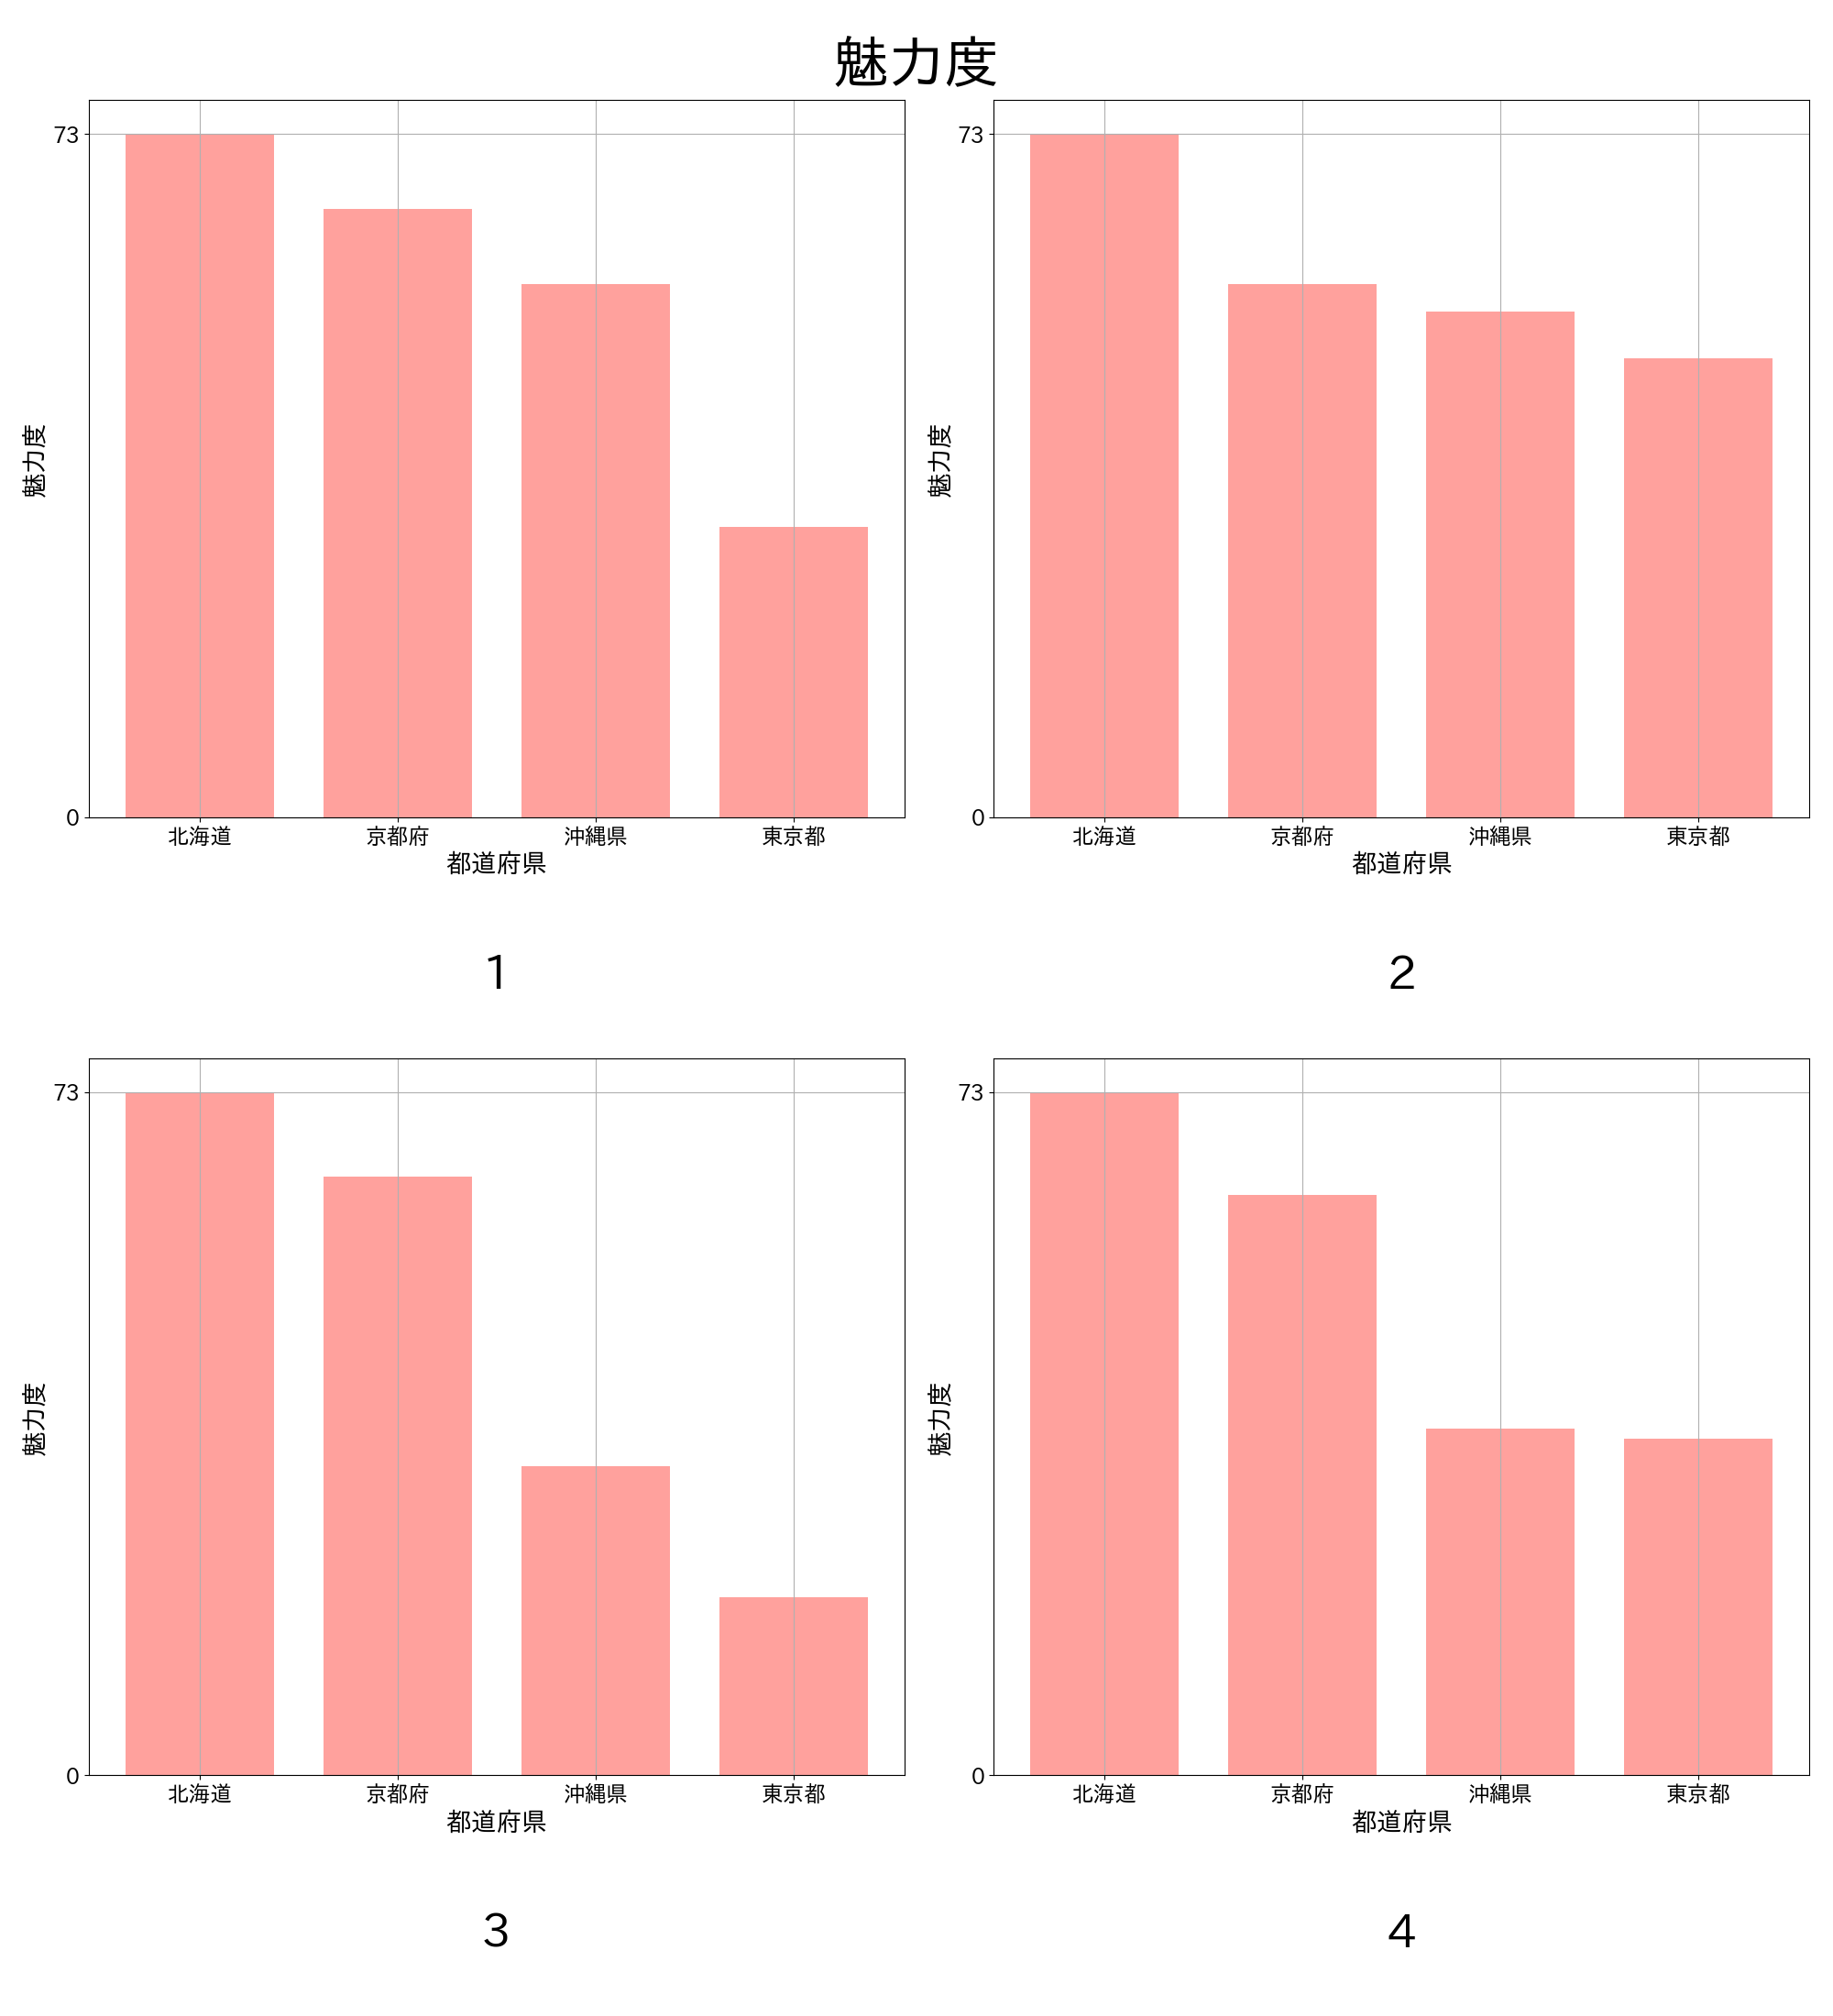 魅力度
73
魅力度
0
北海道 京都府 沖縄県 東京都
都道府県
1
73
魅力度
0
北海道 京都府 沖縄県 東京都
都道府県
2
73
魅力度
0
北海道 京都府 沖縄県 東京都
都道府県
3
73
魅力度
0
北海道 京都府 沖縄県 東京都
都道府県
4